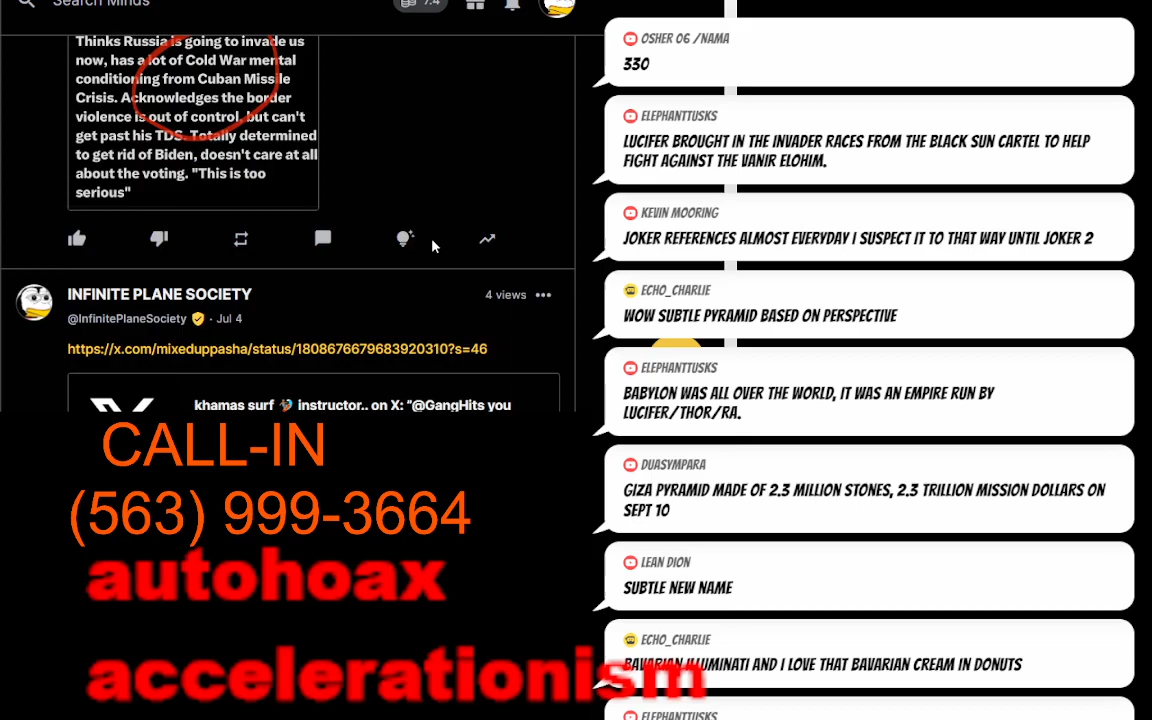 Search Minds
7.4
Thinks Russia is going to invade us
now, has a lot of Cold War mental
conditioning from Cuban Missile
Crisis. Acknowledges the border
violence is out of control, but can't
get past his TDS. Totally determined
to get rid of Biden, doesn't care at all
about the voting. "This is too
serious"
INFINITE PLANE SOCIETY
4 views
@InfinitePlaneSociety · Jul 4
https://x.com/mixeduppasha/status/1808676679683920310?s=46
khamas surf instructor.. on X: "@GangHits you
CALL-IN
(563) 999-3664
autohoax
accelerationism
OSHER 06 /NAMA
330
ELEPHANTTUSKS
LUCIFER BROUGHT IN THE INVADER RACES FROM THE BLACK SUN CARTEL TO HELP
FIGHT AGAINST THE VANIR ELOHIM.
KEVIN MOORING
JOKER REFERENCES ALMOST EVERYDAY I SUSPECT IT TO THAT WAY UNTIL JOKER 2
ECHO_CHARLIE
WOW SUBTLE PYRAMID BASED ON PERSPECTIVE
ELEPHANTTUSKS
BABYLON WAS ALL OVER THE WORLD, IT WAS AN EMPIRE RUN BY
LUCIFER/THOR/RA.
DUASYMPARA
GIZA PYRAMID MADE OF 2.3 MILLION STONES, 2.3 TRILLION MISSION DOLLARS ON
SEPT 10
LEAN DION
SUBTLE NEW NAME
ECHO_CHARLIE
BAVARIAN ILLUMINATI AND I LOVE THAT BAVARIAN CREAM IN DONUTS
ELEPHANTTUSKS